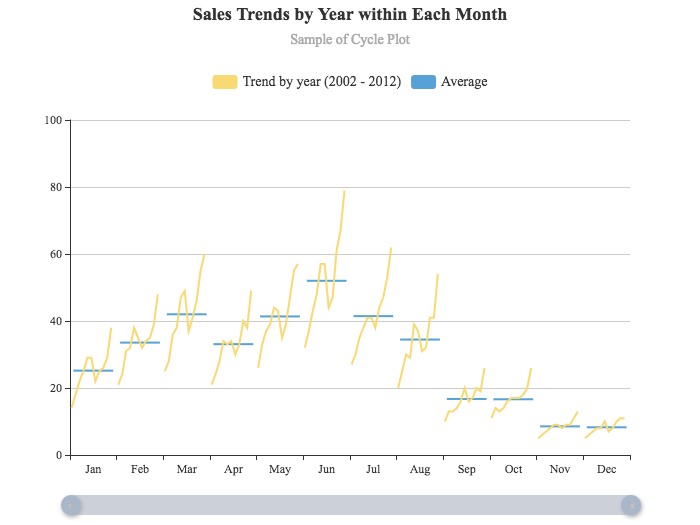 Sales Trends by Year within Each Month
Sample of Cycle Plot
Trend by year (2002 - 2012) Average
100
80
60
40
20
0
Jan Feb Mar Apr May Jun Jul Aug Sep Oct Nov Dec